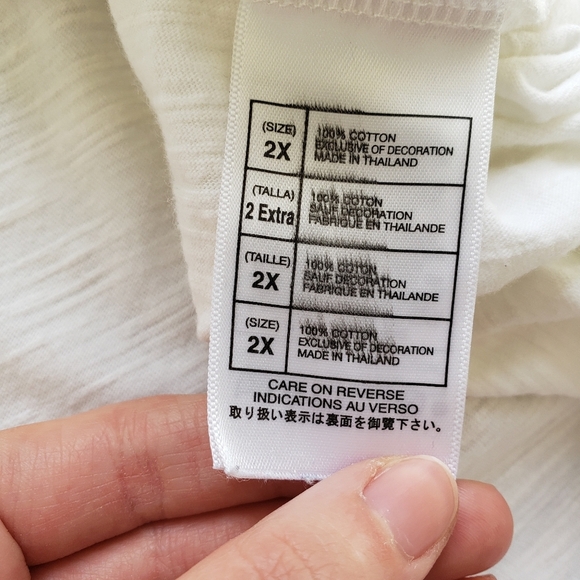 (SIZE)
2X
100% COTTON
EXCLUSIVE OF DECORATION
MADE IN THAILAND
(TALLA)
2 Extra
100% COTTON
SAUF DECORATION
FABRIQUE EN THAILANDE
(TAILLE)
2X
100% COTTON
SAUF DECORATION
FABRIQUE EN THAILANDE
(SIZE)
2X
100% COTTON
EXCLUSIVE OF DECORATION
MADE IN THAILAND
CARE ON REVERSE
INDICATIONS AU VERSO
取り扱い表示は裏面を御覧下さい。